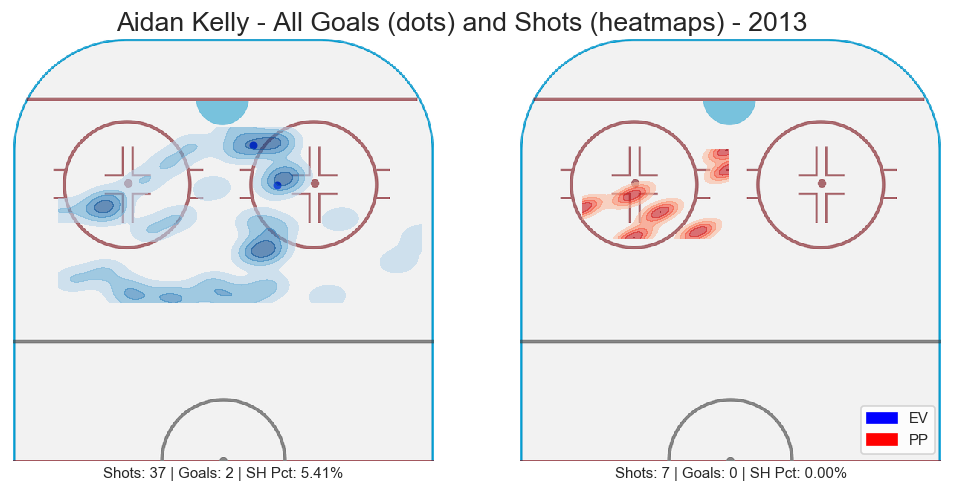 Aidan Kelly - All Goals (dots) and Shots (heatmaps) - 2013
EV
PP
Shots: 37 | Goals: 2 | SH Pct: 5.41%
Shots: 7 | Goals: 0 | SH Pct: 0.00%